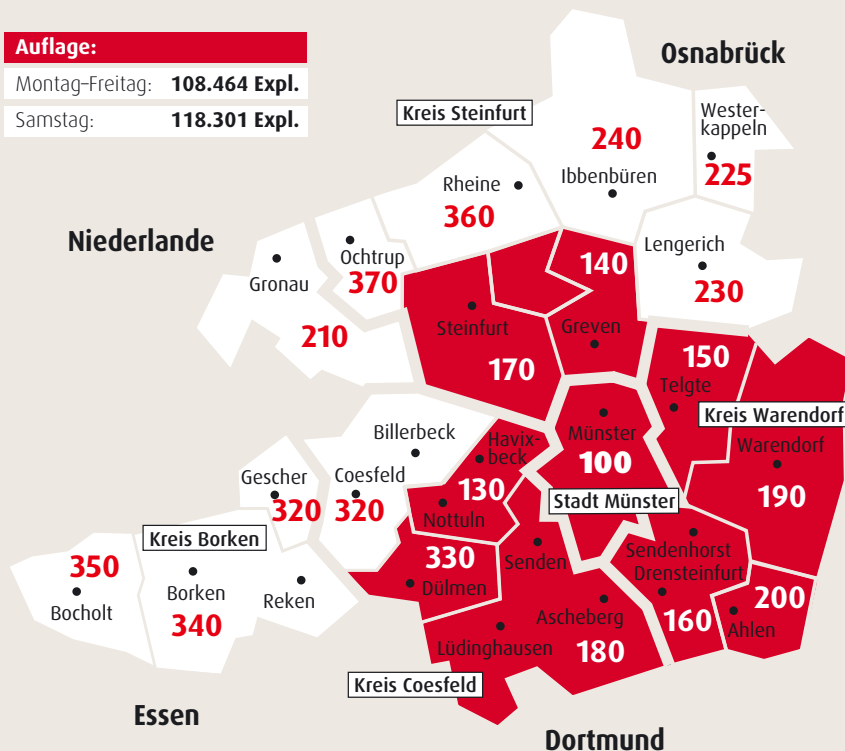 Auflage:
Montag–Freitag: 108.464 Expl.
Samstag: 118.301 Expl.
Osnabrück
Kreis Steinfurt
Wester-
kappeln
225
240
Ibbenbüren
Rheine
360
Niederlande
Ochtrup
370
Gronau
210
Lengerich
230
140
Greven
Steinfurt
170
150
Telgte
Kreis Warendorf
Warendorf
190
Münster
100
Stadt Münster
Billerbeck
Havix-
beck
130
Nottuln
Gescher
320
Coesfeld
320
Kreis Borken
350
Bocholt
Borken
340
Reken
330
Dülmen
Senden
Sendenhorst
Drensteinfurt
160
200
Ahlen
Ascheberg
180
Lüdinghausen
Kreis Coesfeld
Essen
Dortmund